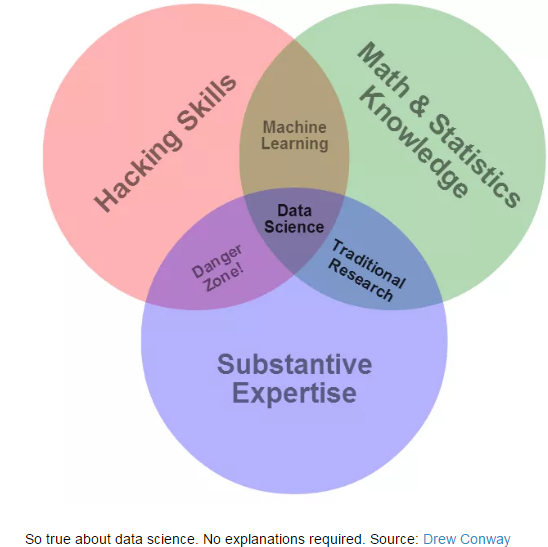 Hacking Skills
Math & Statistics
Knowledge
Machine
Learning
Data
Science
Danger
Zone!
Traditional
Research
Substantive
Expertise
So true about data science. No explanations required. Source: Drew Conway